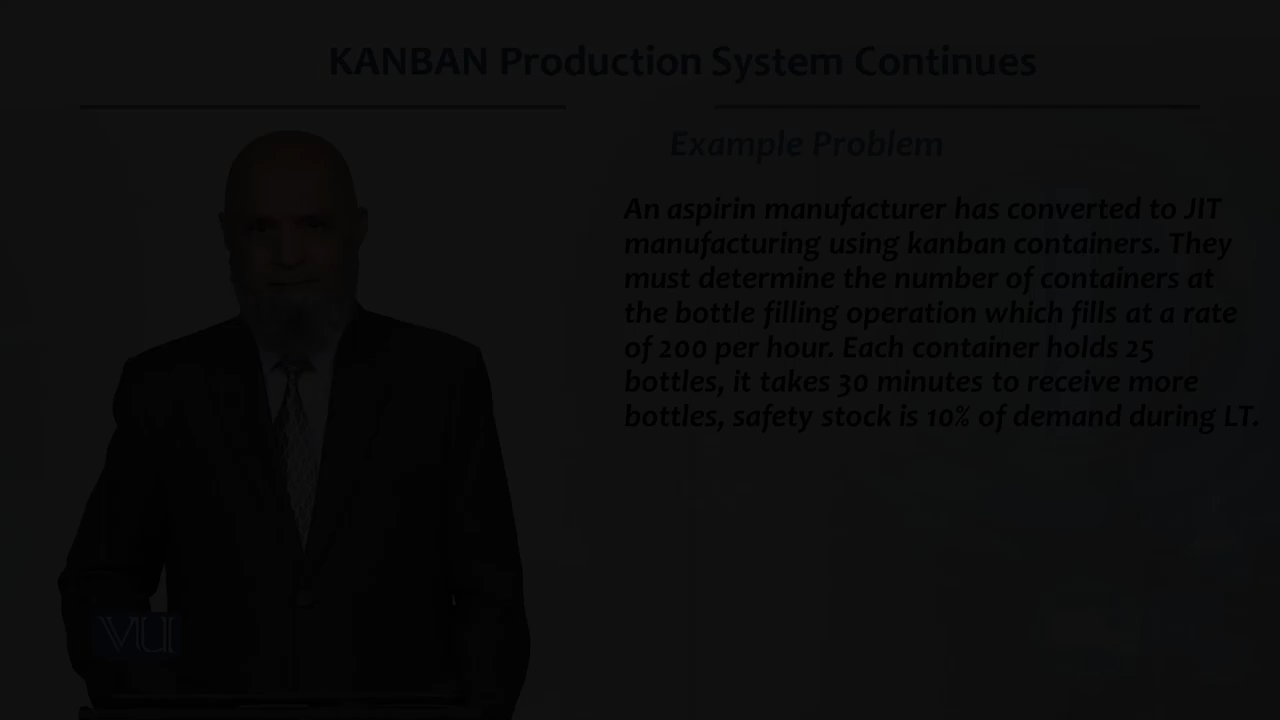 KANBAN Production System Continues
Example Problem
An aspirin manufacturer has converted to JIT
manufacturing using kanban containers. They
must determine the number of containers at
the bottle filling operation which fills at a rate
of 200 per hour. Each container holds 25
bottles, it takes 30 minutes to receive more
bottles, safety stock is 10% of demand during LT.
VU